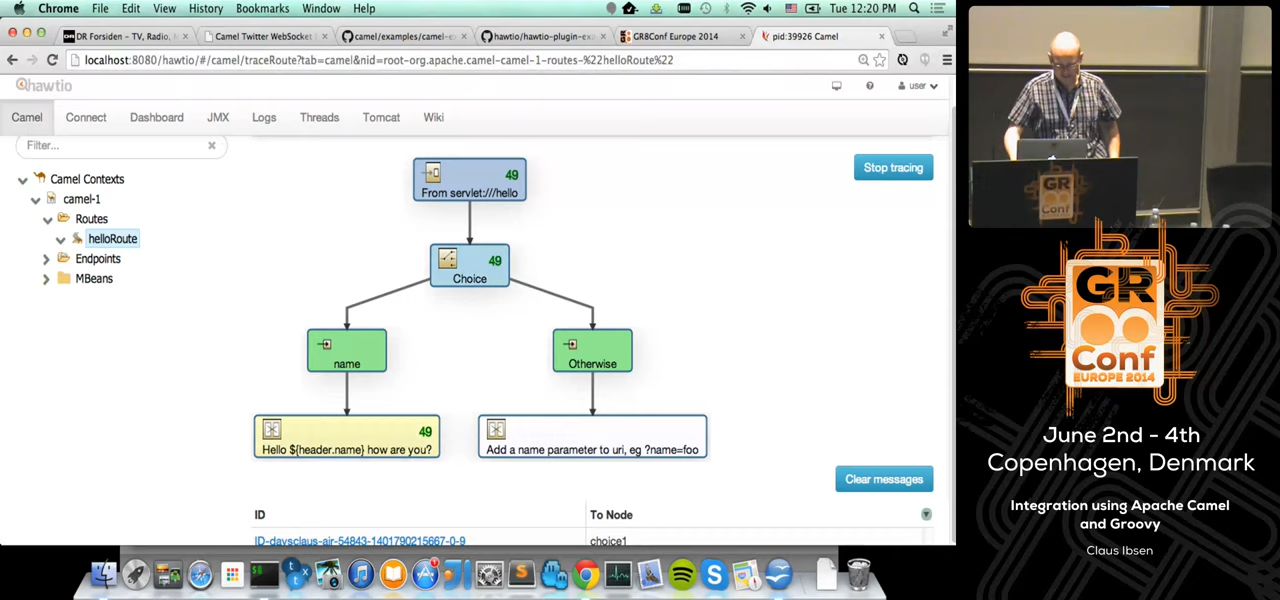 Chrome File Edit View History Bookmarks Window Help Tue 12:20 PM
DR Forsiden – TV, Radio, Camel Twitter WebSocket camel/examples/camel-ex hawtio/hawtio-plugin-exa GR8Conf Europe 2014 pid:39926 Camel
localhost:8080/hawtio/#/camel/traceRoute?tab=camel&nid=root-org.apache.camel-camel-1-routes-%22helloRoute%22
hawtio user
Camel Connect Dashboard JMX Logs Threads Tomcat Wiki
Filter...
Camel Contexts
camel-1
Routes
helloRoute
Endpoints
MBeans
Stop tracing
49
From servlet:///hello
49
Choice
name
Otherwise
49
Hello ${header.name} how are you?
Add a name parameter to uri, eg ?name=foo
Clear messages
ID To Node
ID-davsclaus-air-54843-1401790215667-0-9 choice1
GR
Conf
GR
Conf
EUROPE 2014
June 2nd - 4th
Copenhagen, Denmark
Integration using Apache Camel
and Groovy
Claus Ibsen